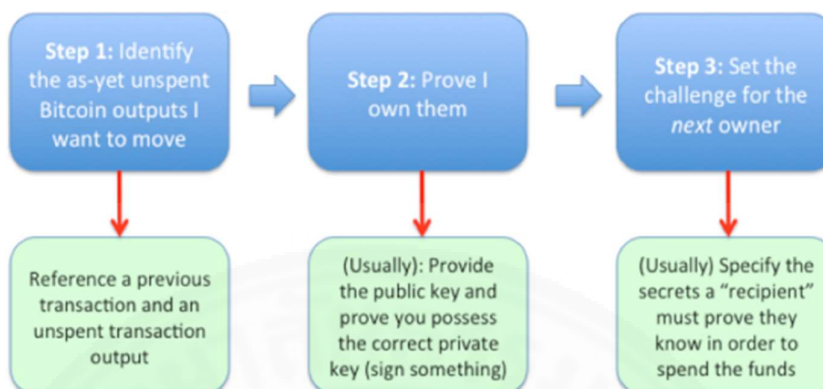 Step 1: Identify
the as-yet unspent
Bitcoin outputs I
want to move
Step 2: Prove I
own them
Step 3: Set the
challenge for the
next owner
Reference a previous
transaction and an
unspent transaction
output
(Usually): Provide
the public key and
prove you possess
the correct private
key (sign something)
(Usually) Specify the
secrets a “recipient”
must prove they
know in order to
spend the funds